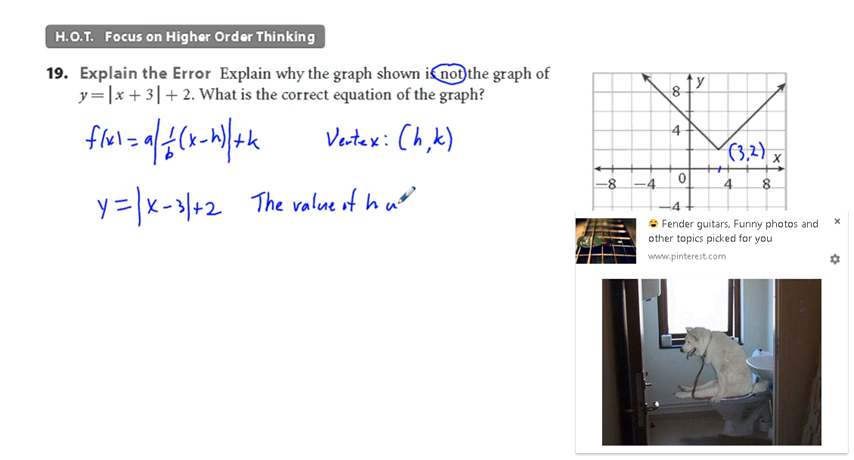 H.O.T. Focus on Higher Order Thinking
19. Explain the Error Explain why the graph shown is not the graph of
y = |x + 3| + 2. What is the correct equation of the graph?
f(x) = a|1/b (x-h)| + k Vertex: (h, k)
y = |x - 3| + 2 The value of h
y
8
4
(3,2)
x
-8 -4 0 4 8
-4
😀 Fender guitars, Funny photos and
other topics picked for you
www.pinterest.com
×